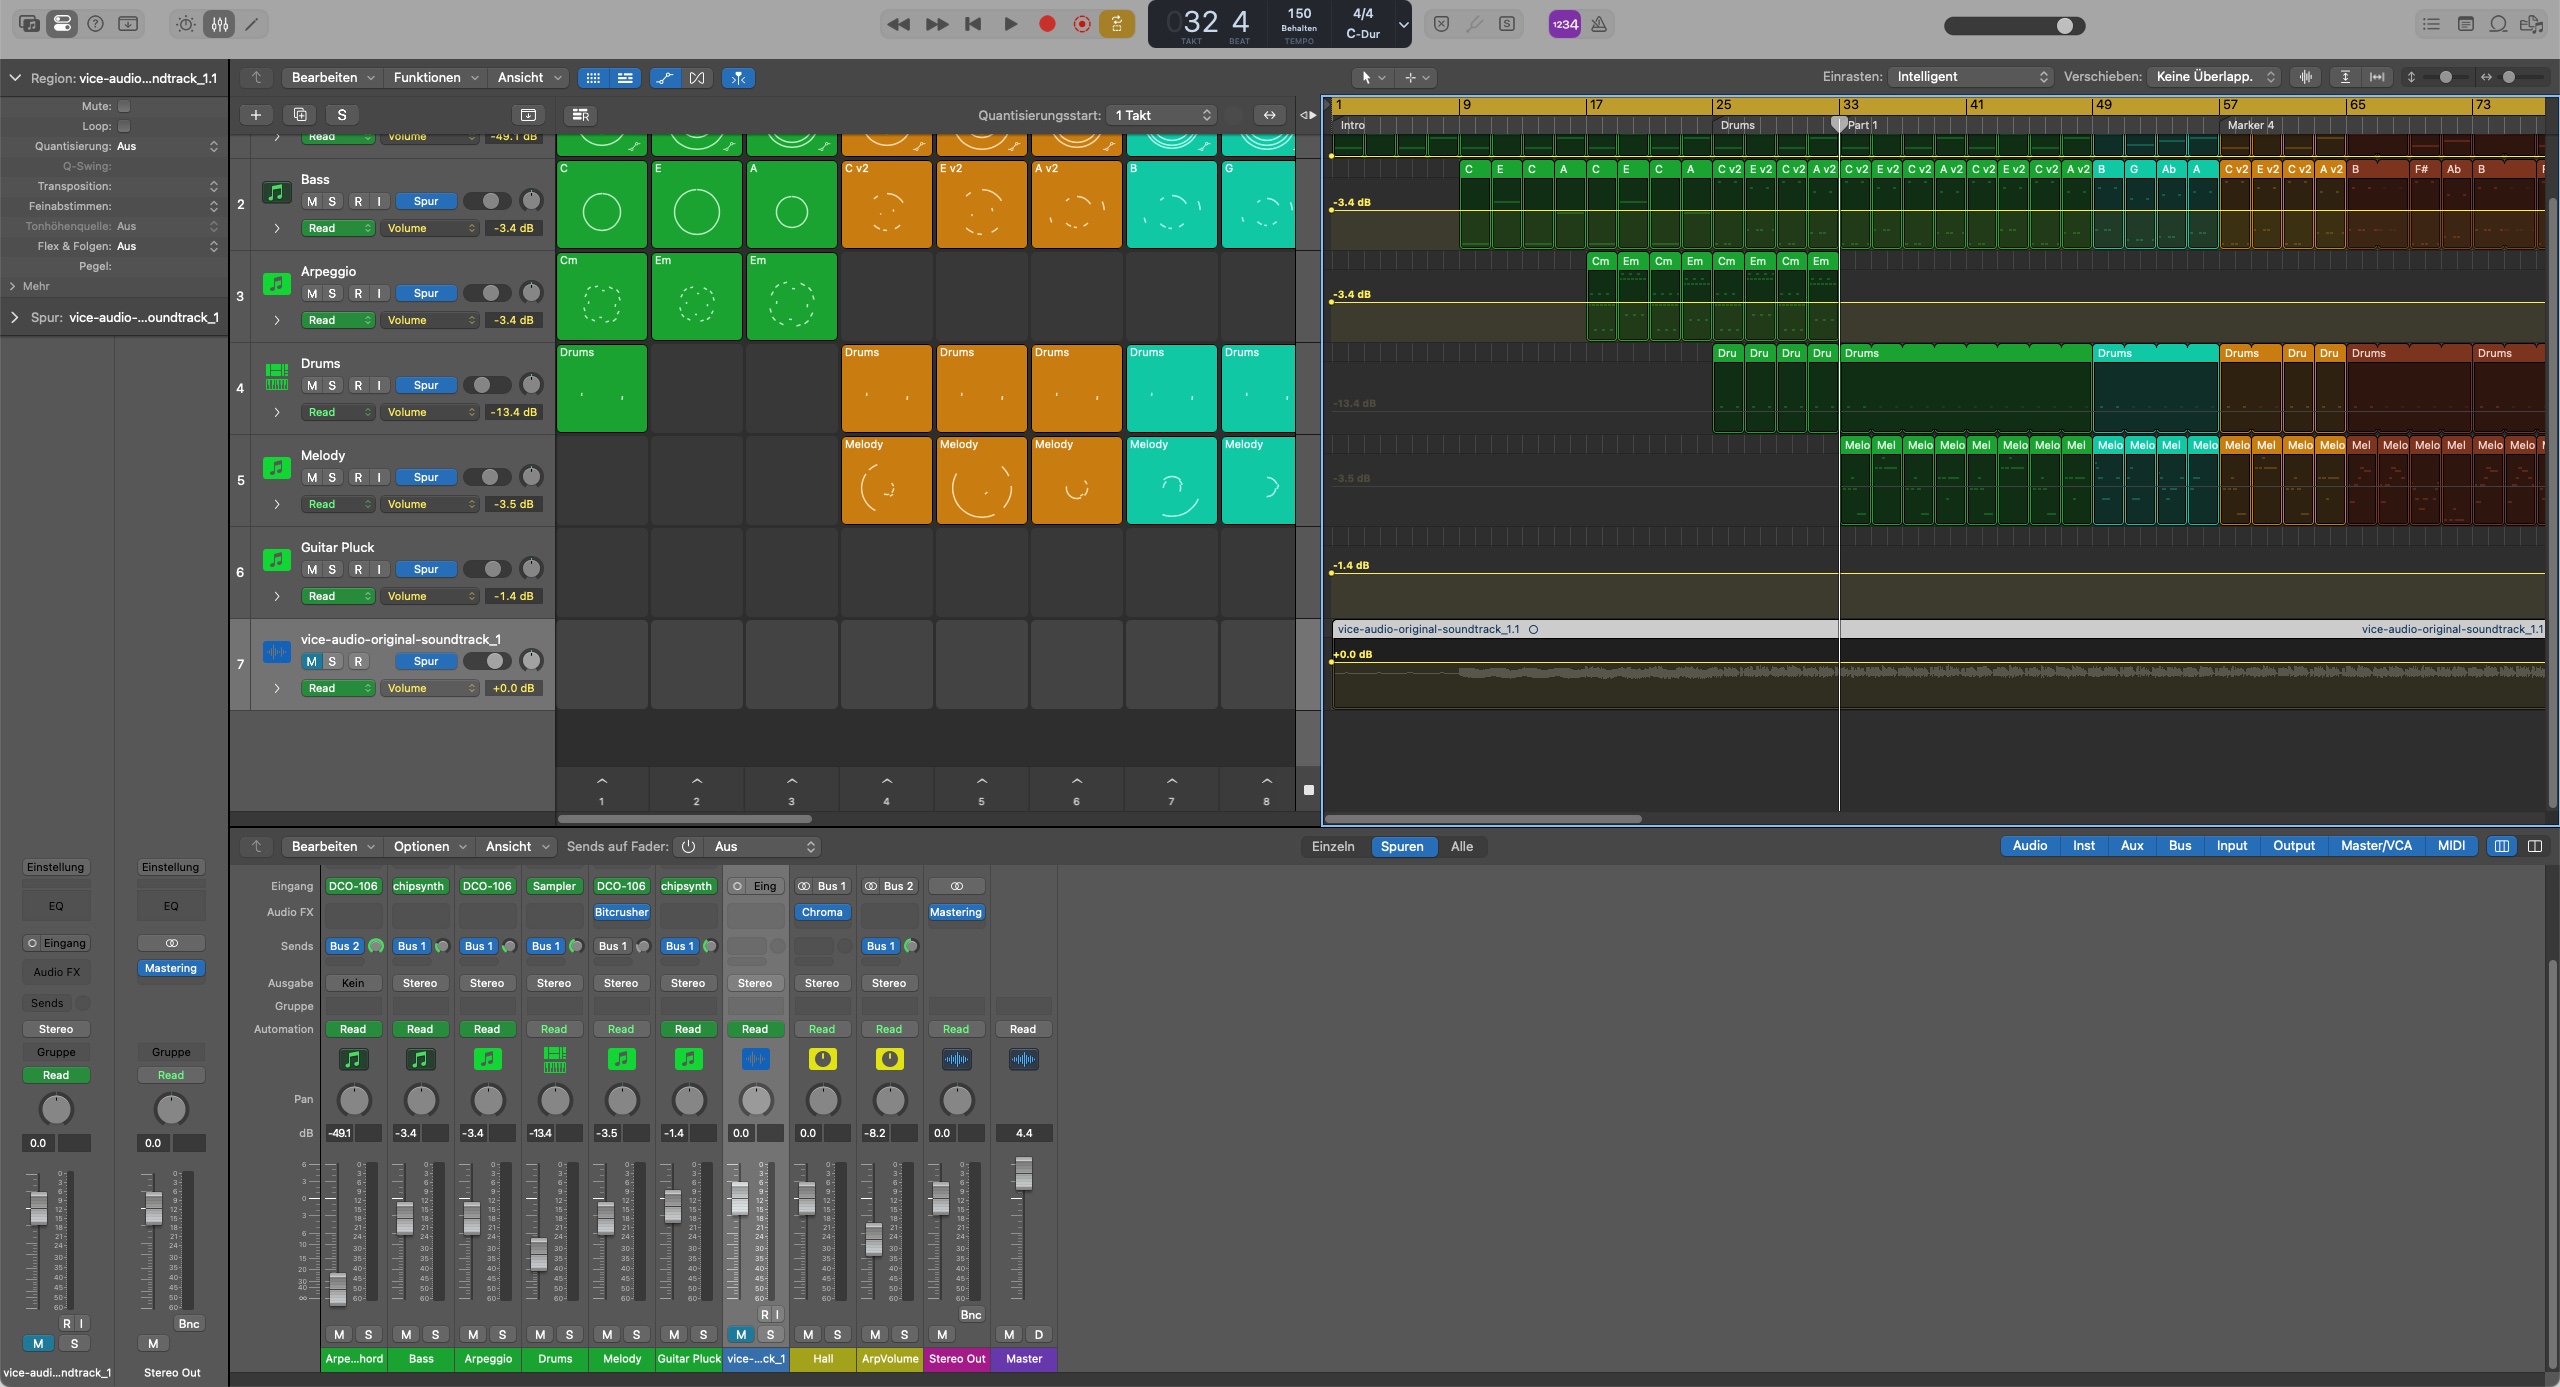 032 4
TAKT BEAT
150
Behalten
TEMPO
4/4
C-Dur
S
1234
Region: vice-audio...ndtrack_1.1
Mute:
Loop:
Quantisierung: Aus
Q-Swing:
Transposition:
Feinabstimmen:
Tonhöhenquelle: Aus
Flex & Folgen: Aus
Pegel:
Mehr
Spur: vice-audio-...oundtrack_1
Bearbeiten Funktionen Ansicht
Einrasten: Intelligent Verschieben: Keine Überlapp.
S
Quantisierungsstart: 1 Takt
1 9 17 25 33 41 49 57 65 73
Intro Drums Part 1 Marker 4
Read Volume -49.1 dB
2 Bass
M S R I Spur
Read Volume -3.4 dB
C E A C v2 E v2 A v2 B G
C E C A C E C A C v2 E v2 C v2 A v2 C v2 E v2 C v2 A v2 C v2 E v2 C v2 A v2 B G Ab A C v2 E v2 C v2 A v2 B F# Ab B
-3.4 dB
3 Arpeggio
M S R I Spur
Read Volume -3.4 dB
Cm Em Em
Cm Em Cm Em Cm Em Cm Em
-3.4 dB
4 Drums
M S R I Spur
Read Volume -13.4 dB
Drums Drums Drums Drums Drums Drums
Dru Dru Dru Dru Drums Drums Drums Dru Dru Drums Drums
-13.4 dB
5 Melody
M S R I Spur
Read Volume -3.5 dB
Melody Melody Melody Melody Melody
Melo Mel Melo Melo Mel Melo Melo Mel Melo Melo Mel Melo Melo Mel Melo Melo Mel Melo Melo Mel Melo Melo
-3.5 dB
6 Guitar Pluck
M S R I Spur
Read Volume -1.4 dB
-1.4 dB
7 vice-audio-original-soundtrack_1
M S R Spur
Read Volume +0.0 dB
vice-audio-original-soundtrack_1.1 vice-audio-original-soundtrack_1.1
+0.0 dB
1 2 3 4 5 6 7 8
Bearbeiten Optionen Ansicht Sends auf Fader: Aus
Einzeln Spuren Alle
Audio Inst Aux Bus Input Output Master/VCA MIDI
Einstellung Einstellung
EQ EQ
Eingang
Audio FX Mastering
Sends
Stereo
Gruppe Gruppe
Read Read
0.0 0.0
R I Bnc
M S M
vice-audi...ndtrack_1 Stereo Out
Eingang DCO-106 chipsynth DCO-106 Sampler DCO-106 chipsynth Eing Bus 1 Bus 2
Audio FX Bitcrusher Chroma Mastering
Sends Bus 2 Bus 1 Bus 1 Bus 1 Bus 1 Bus 1 Bus 1
Ausgabe Kein Stereo Stereo Stereo Stereo Stereo Stereo Stereo Stereo
Gruppe
Automation Read Read Read Read Read Read Read Read Read Read Read
Pan
dB -49.1 -3.4 -3.4 -13.4 -3.5 -1.4 0.0 0.0 -8.2 0.0 4.4
R I Bnc
M S M S M S M S M S M S M S M S M S M M D
Arpe...hord Bass Arpeggio Drums Melody Guitar Pluck vice-...ck_1 Hall ArpVolume Stereo Out Master